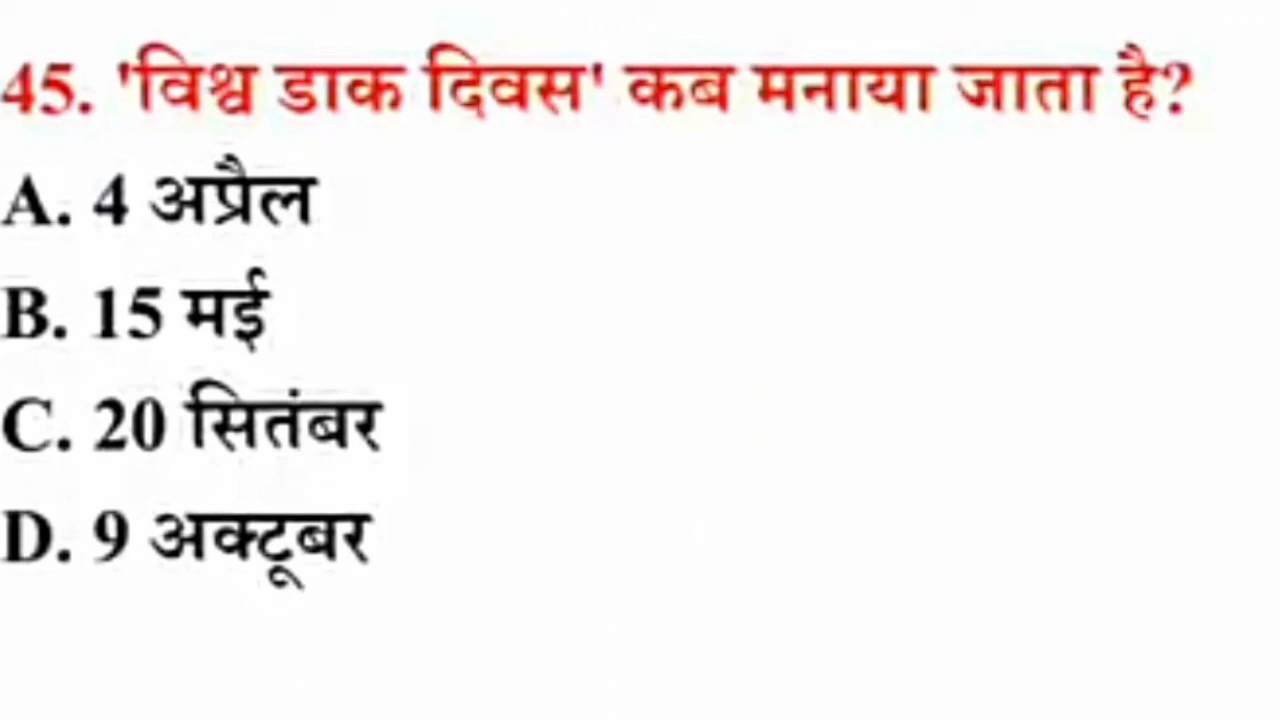 45. 'विश्व डाक दिवस' कब मनाया जाता है?
A. 4 अप्रैल
B. 15 मई
C. 20 सितंबर
D. 9 अक्टूबर